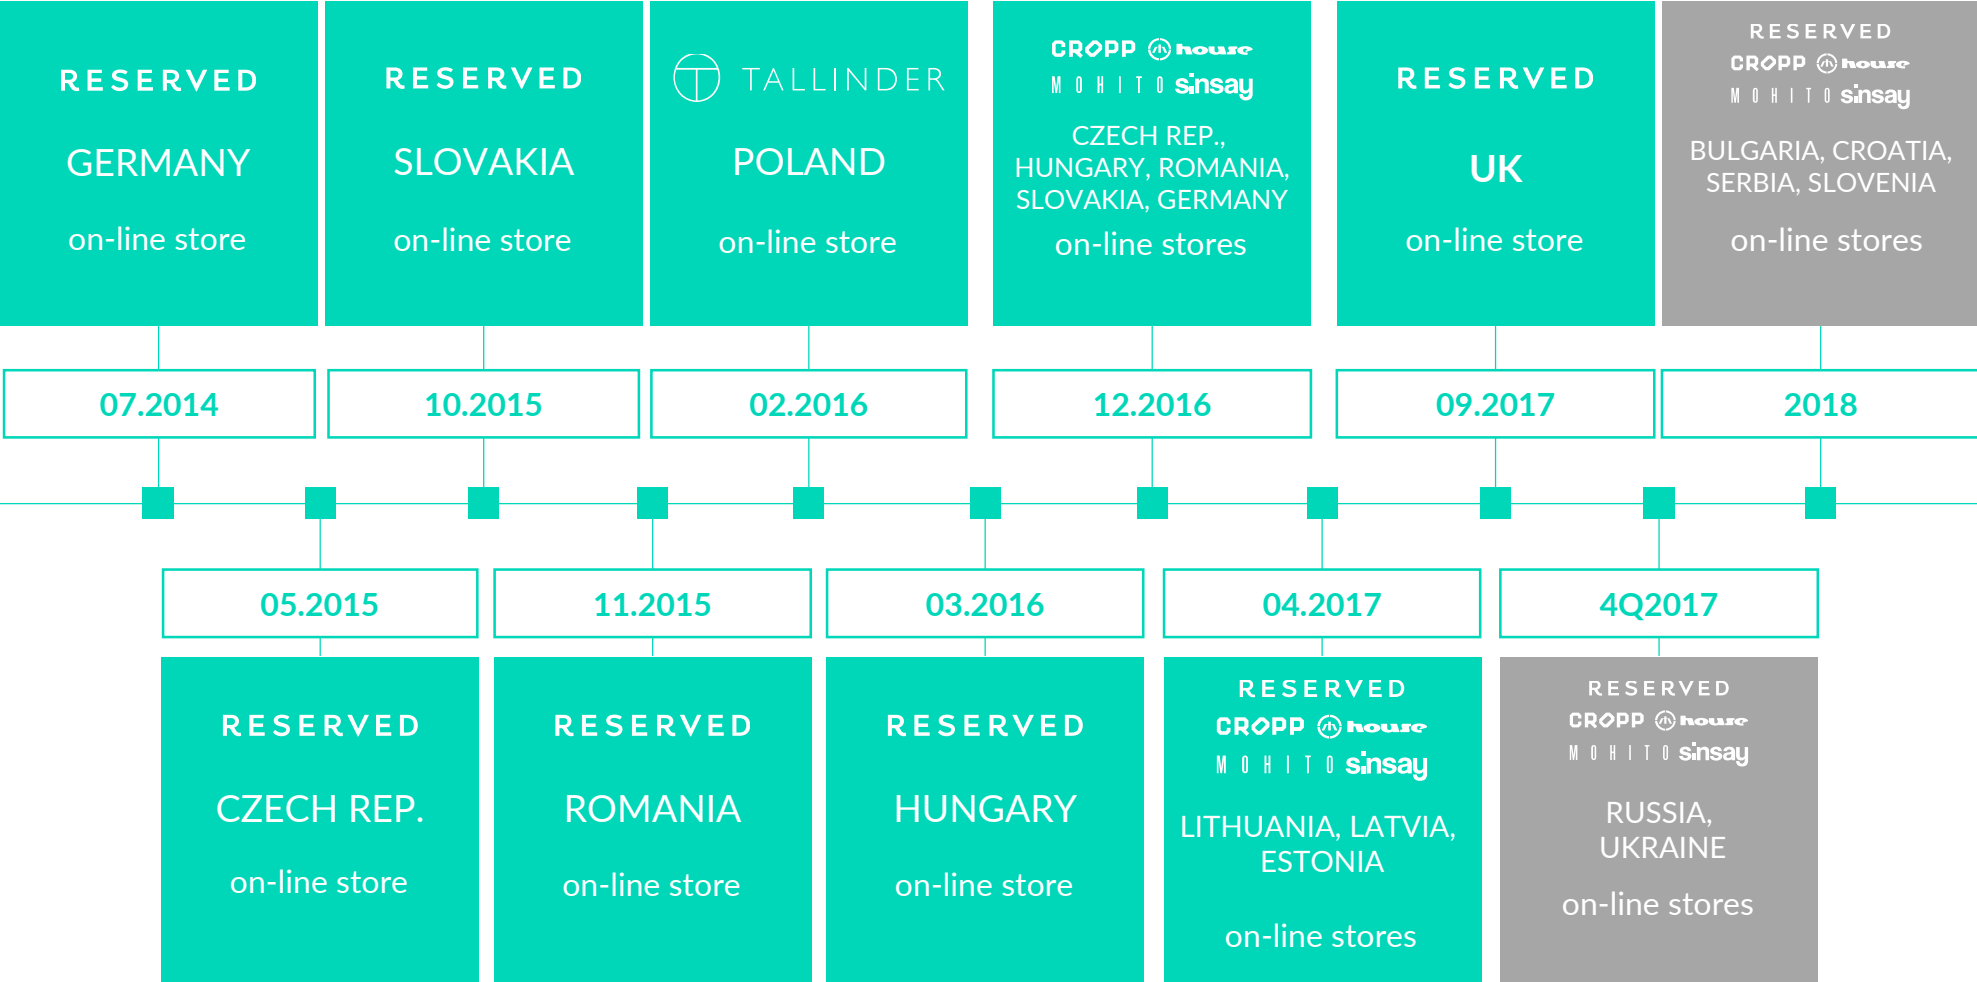 RESERVED
GERMANY
on-line store
07.2014
RESERVED
SLOVAKIA
on-line store
10.2015
TALLINDER
POLAND
on-line store
02.2016
CROPP house
MOHITO sinsay
CZECH REP.,
HUNGARY, ROMANIA,
SLOVAKIA, GERMANY
on-line stores
12.2016
RESERVED
UK
on-line store
09.2017
RESERVED
CROPP house
MOHITO sinsay
BULGARIA, CROATIA,
SERBIA, SLOVENIA
on-line stores
2018
05.2015
RESERVED
CZECH REP.
on-line store
11.2015
RESERVED
ROMANIA
on-line store
03.2016
RESERVED
HUNGARY
on-line store
04.2017
RESERVED
CROPP house
MOHITO sinsay
LITHUANIA, LATVIA,
ESTONIA
on-line stores
4Q2017
RESERVED
CROPP house
MOHITO sinsay
RUSSIA,
UKRAINE
on-line stores